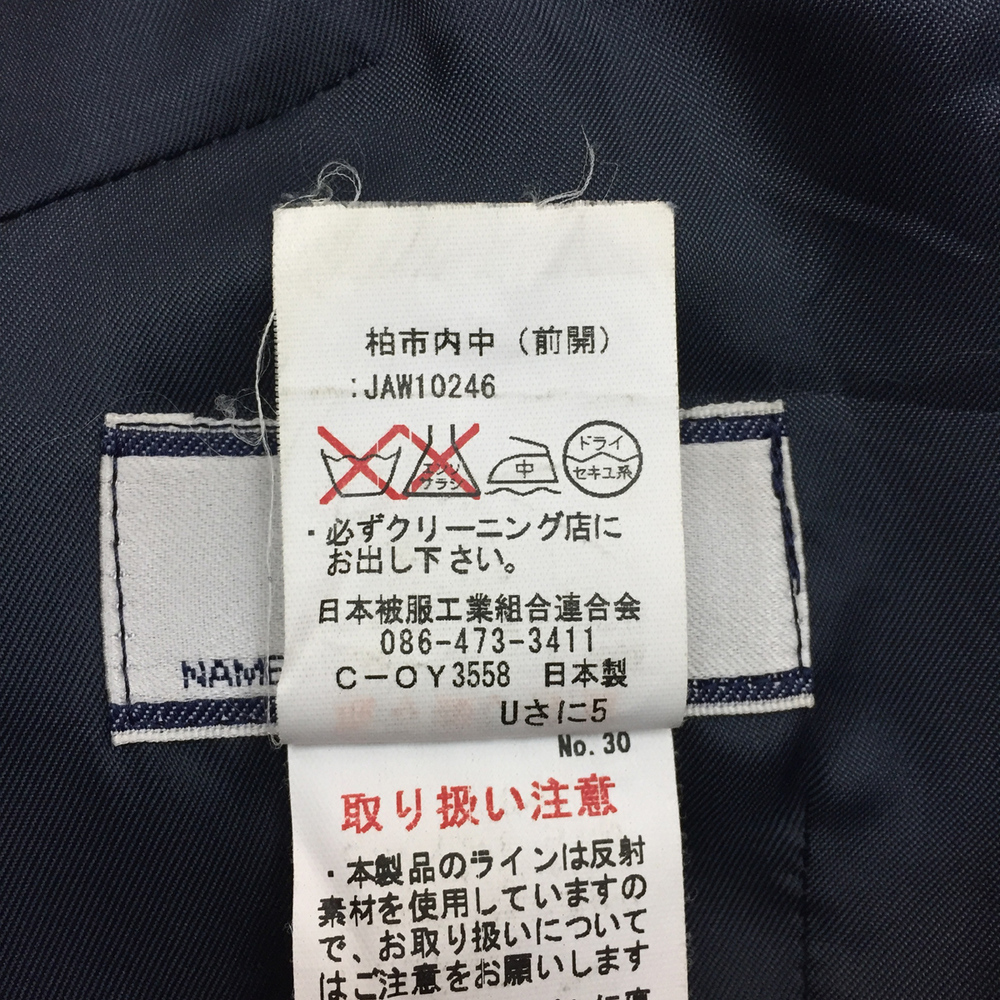 柏市内中（前開）
:JAW10246
エンソ
サラシ
中
ドライ
セキユ系
・必ずクリーニング店に
お出し下さい。
日本被服工業組合連合会
086-473-3411
C-OY3558 日本製
Uさに5
NAME
No.30
取り扱い注意
・本製品のラインは反射
素材を使用していますの
で、お取り扱いについて
はご注意をお願いします